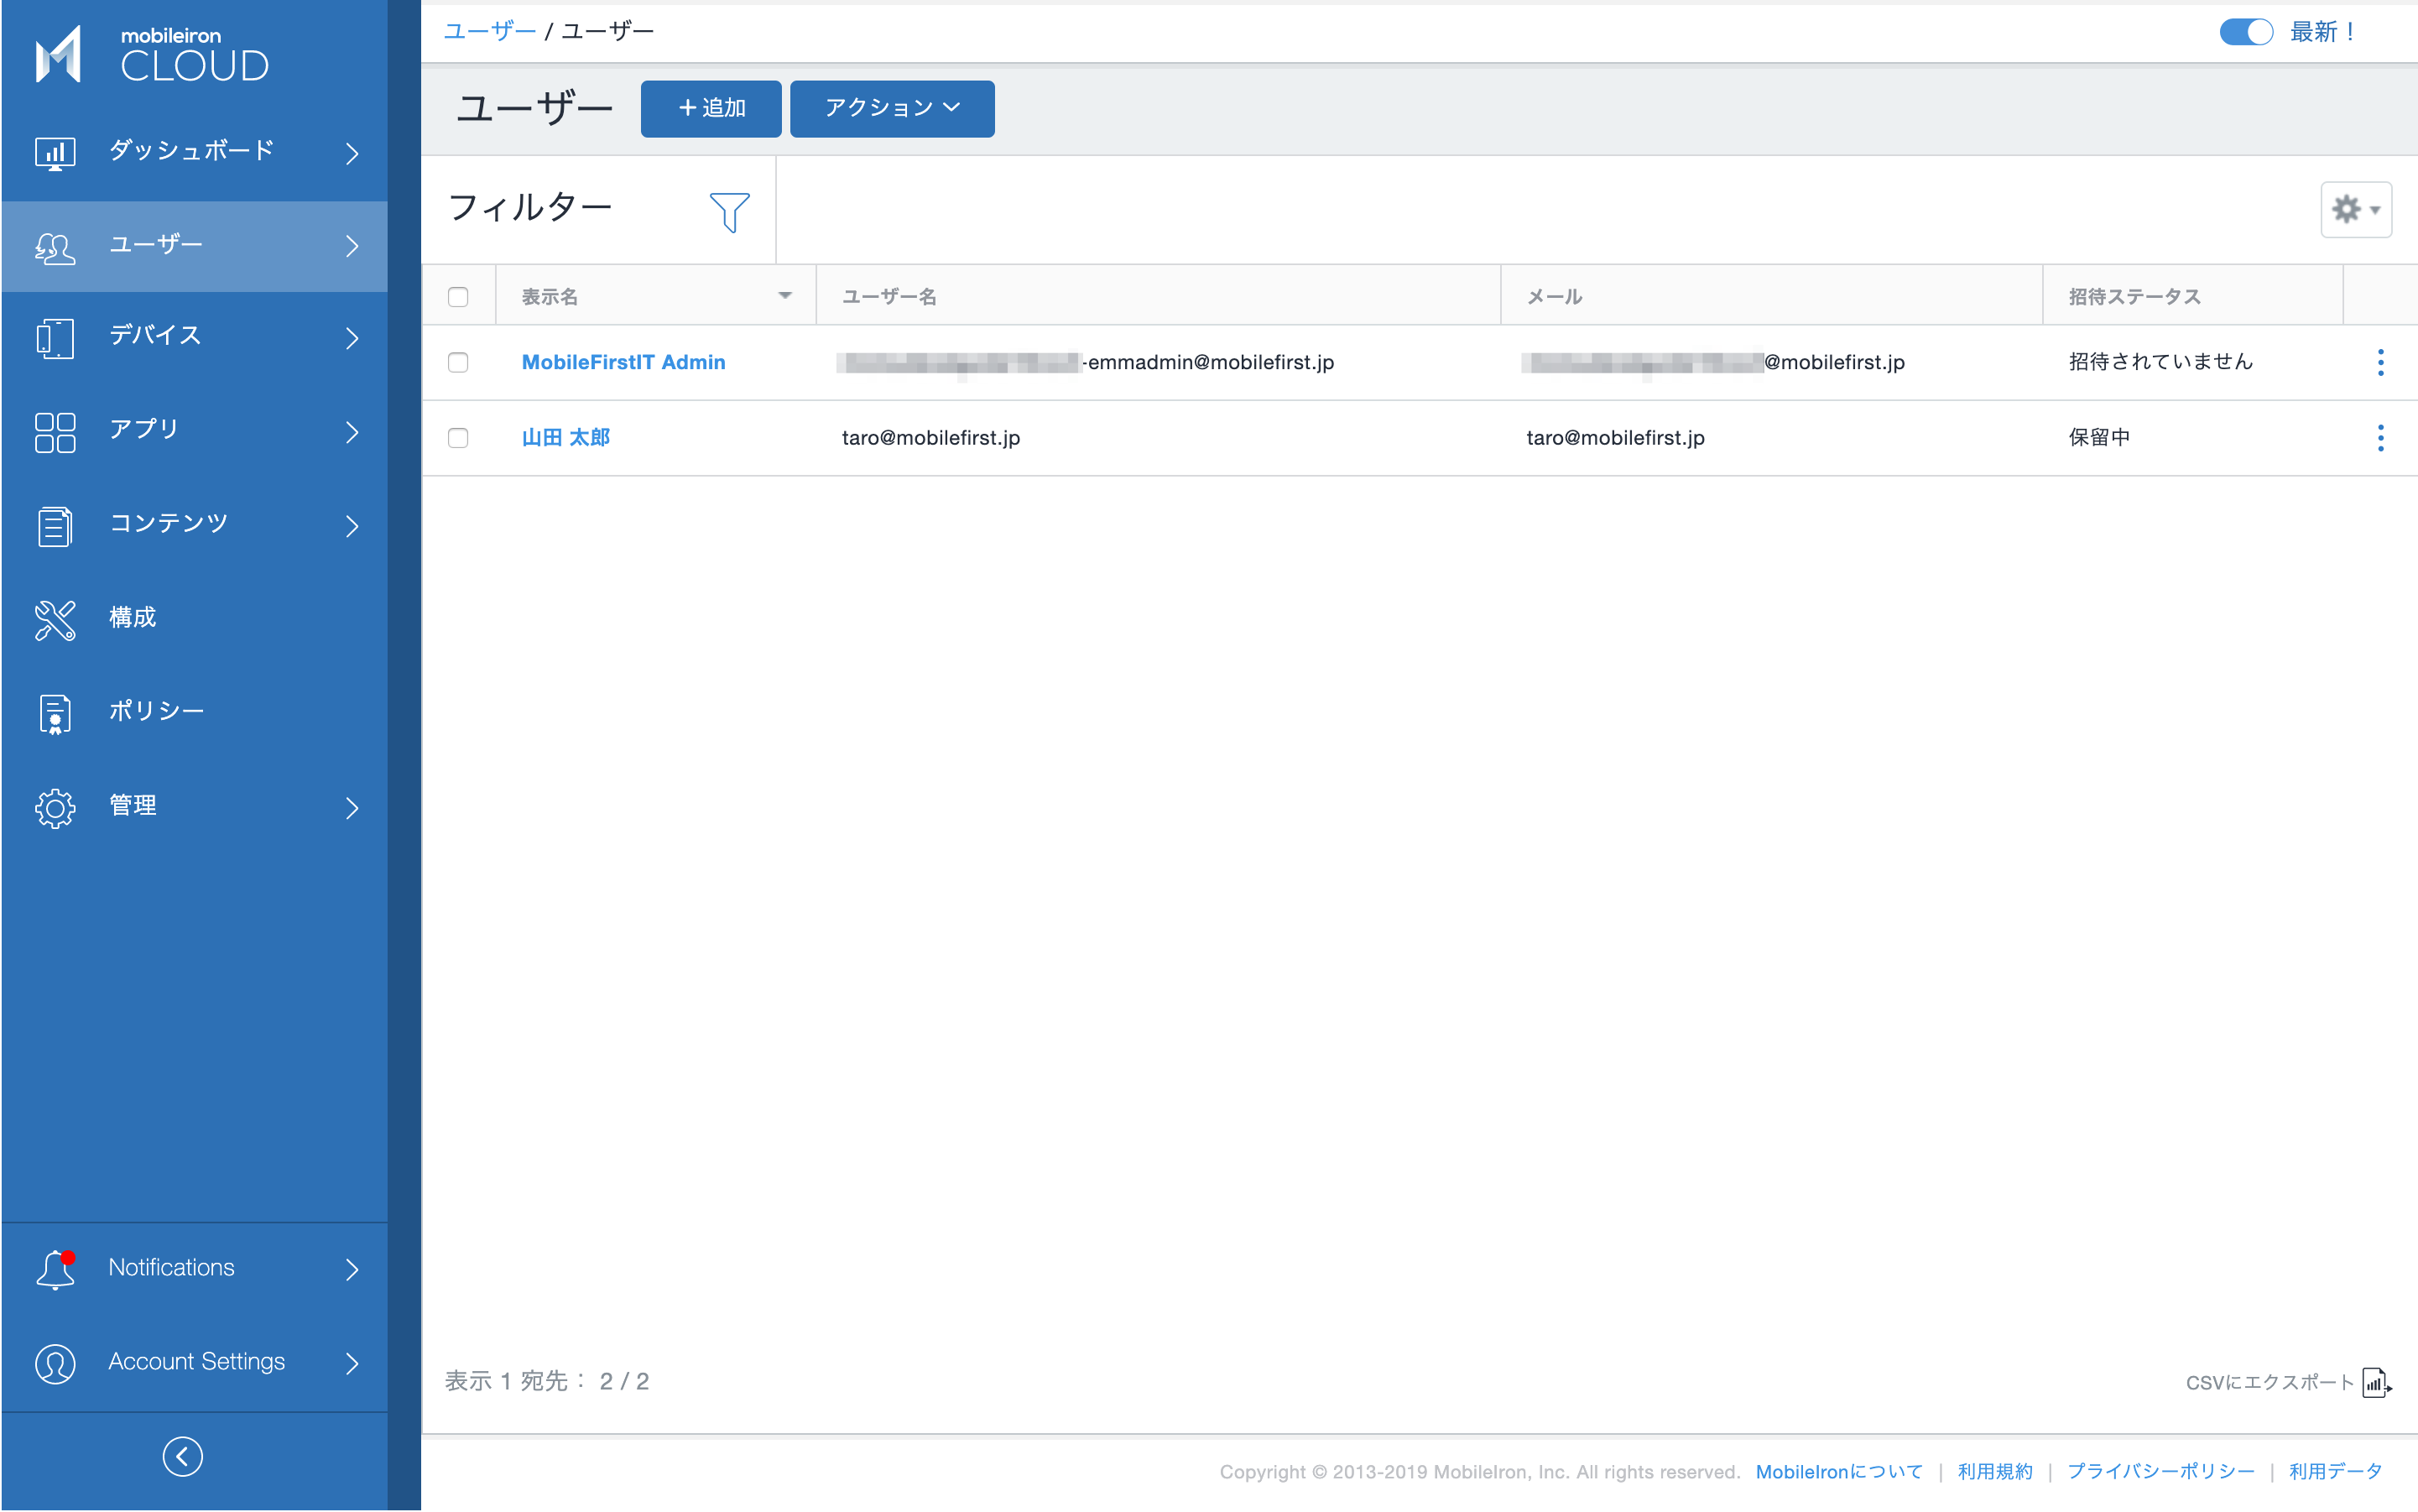 mobileiron
CLOUD
ダッシュボード
ユーザー
デバイス
アプリ
コンテンツ
構成
ポリシー
管理
Notifications
Account Settings
ユーザー / ユーザー
最新！
ユーザー
+ 追加
アクション
フィルター
表示名 ユーザー名 メール 招待ステータス
MobileFirstIT Admin -emmadmin@mobilefirst.jp @mobilefirst.jp 招待されていません
山田 太郎 taro@mobilefirst.jp taro@mobilefirst.jp 保留中
表示 1 宛先： 2 / 2
CSVにエクスポート
Copyright © 2013-2019 MobileIron, Inc. All rights reserved. MobileIronについて | 利用規約 | プライバシーポリシー | 利用データ